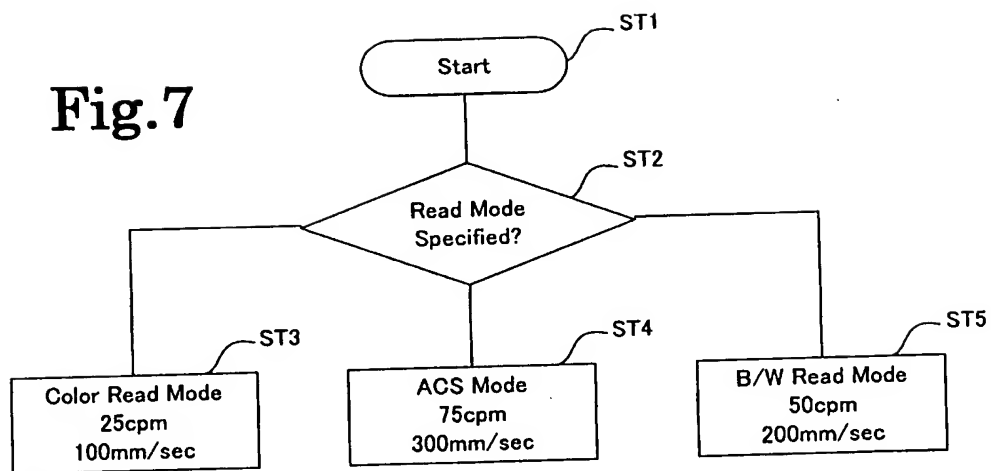 Fig.7
Start
ST1
Read Mode
Specified?
ST2
Color Read Mode
25cpm
100mm/sec
ST3
ACS Mode
75cpm
300mm/sec
ST4
B/W Read Mode
50cpm
200mm/sec
ST5